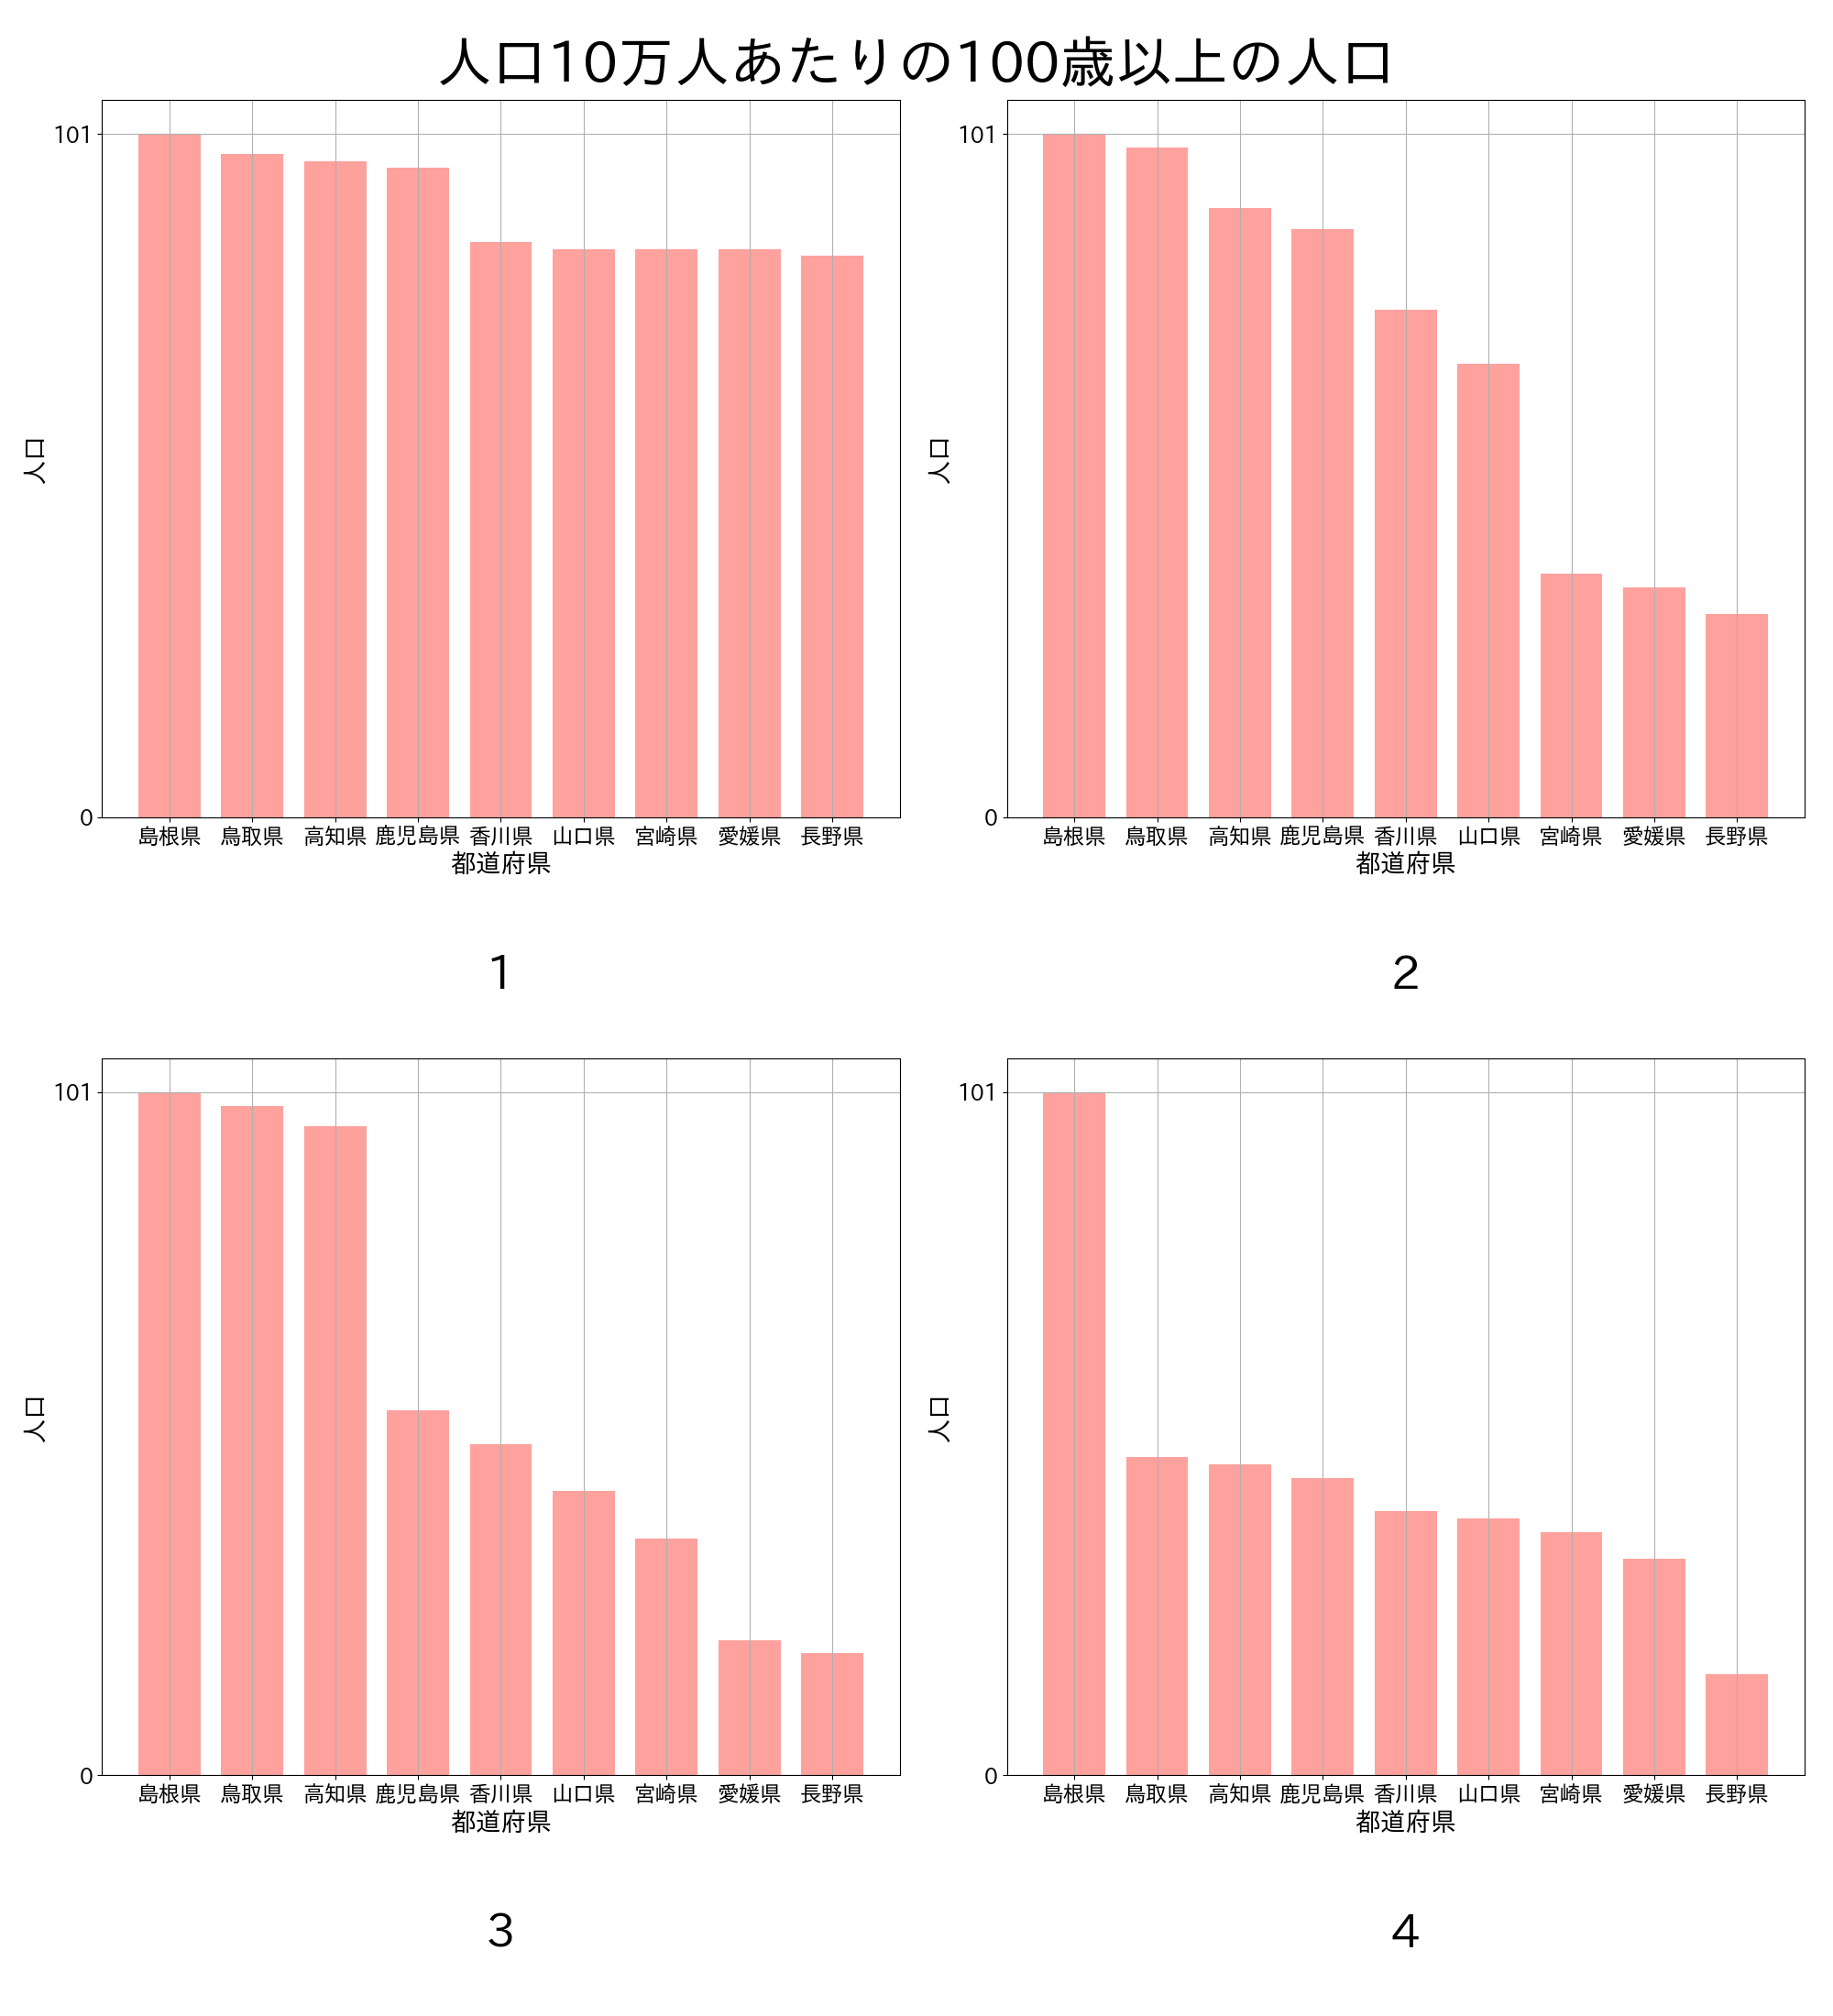 人口10万人あたりの100歳以上の人口
101
人口
0
島根県 鳥取県 高知県 鹿児島県 香川県 山口県 宮崎県 愛媛県 長野県
都道府県
1
101
人口
0
島根県 鳥取県 高知県 鹿児島県 香川県 山口県 宮崎県 愛媛県 長野県
都道府県
2
101
人口
0
島根県 鳥取県 高知県 鹿児島県 香川県 山口県 宮崎県 愛媛県 長野県
都道府県
3
101
人口
0
島根県 鳥取県 高知県 鹿児島県 香川県 山口県 宮崎県 愛媛県 長野県
都道府県
4